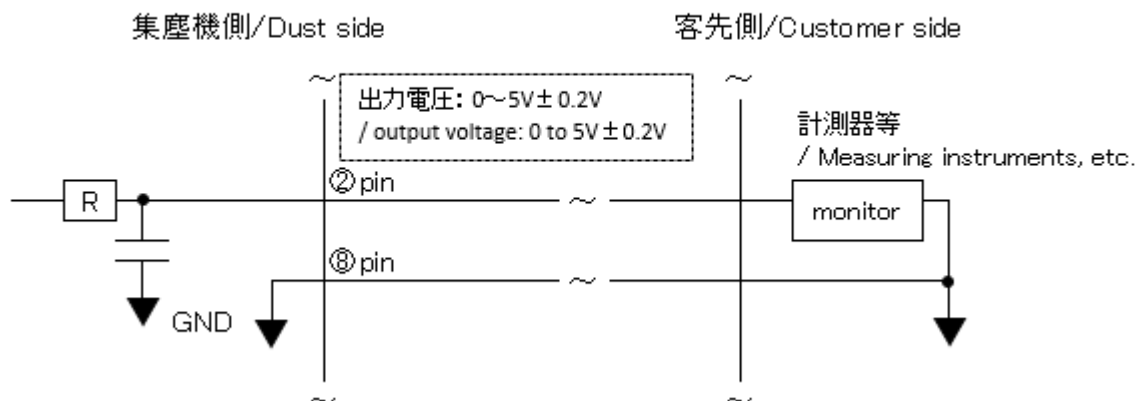 集塵機側/Dust side
客先側/Customer side
出力電圧: 0～5V± 0.2V
/ output voltage: 0 to 5V±0.2V
計測器等
/ Measuring instruments, etc.
②pin
R
monitor
⑧pin
GND